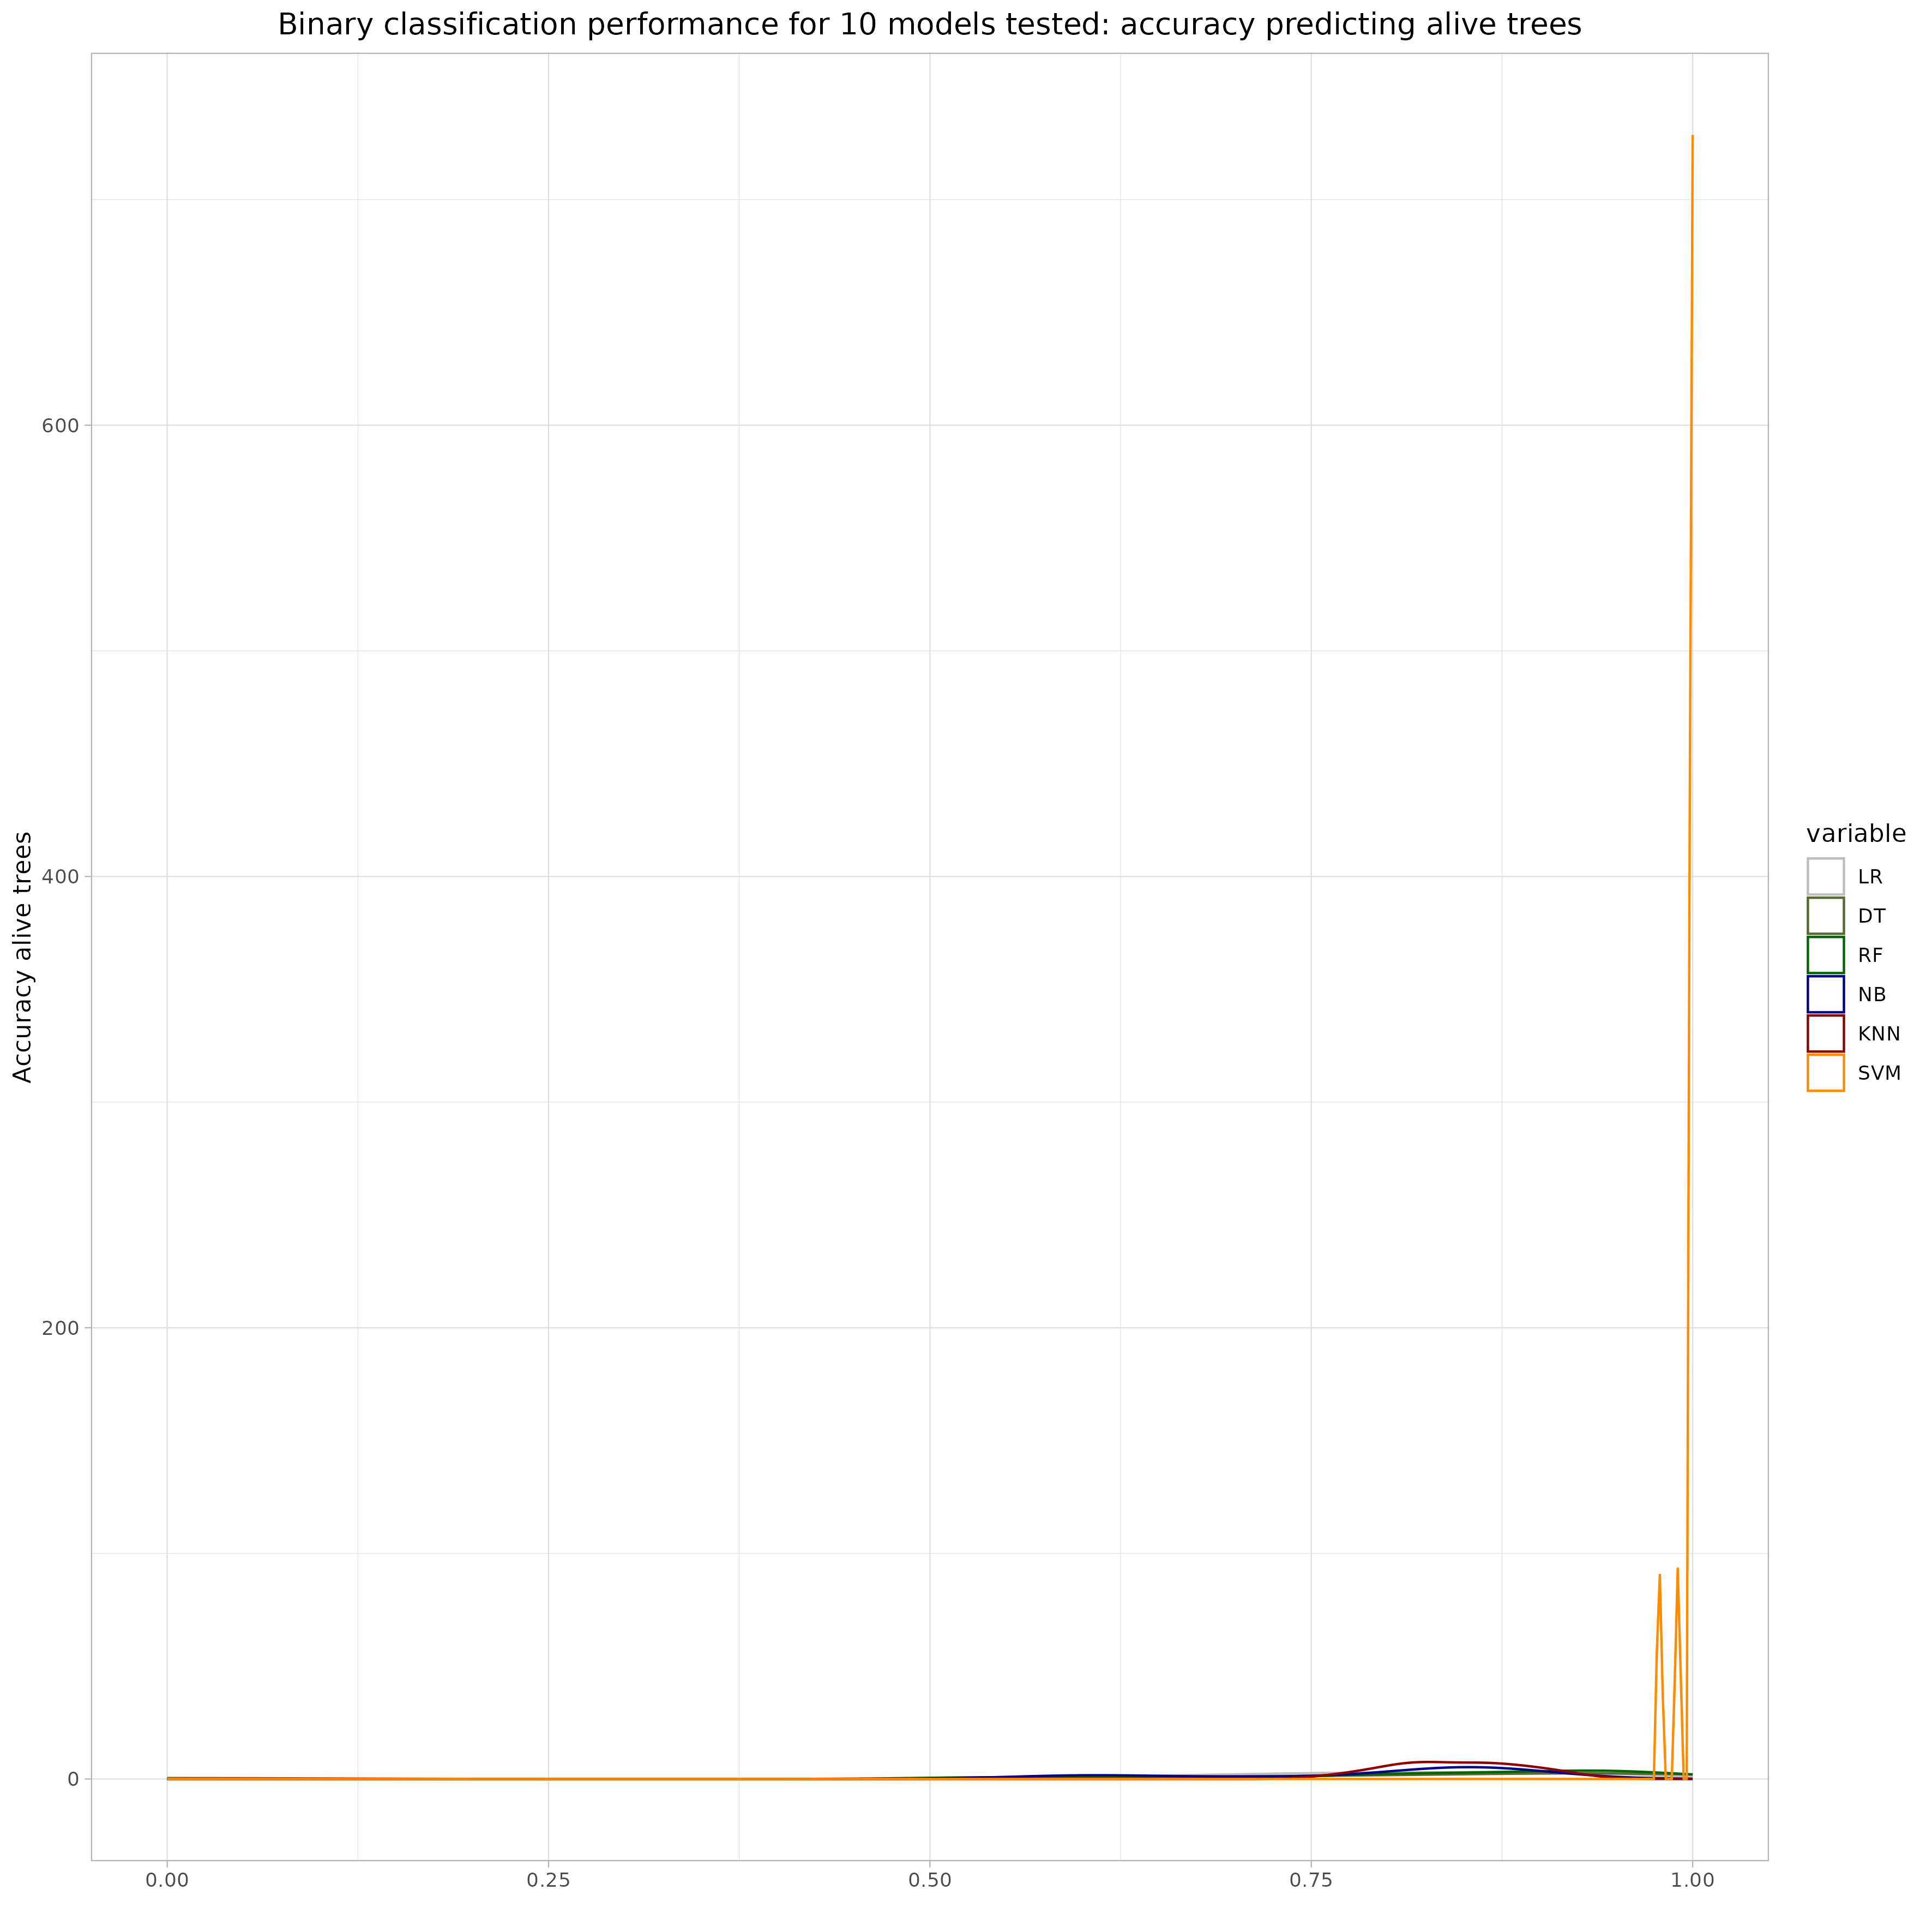 Binary classification performance for 10 models tested: accuracy predicting alive trees
Accuracy alive trees
600
400
200
0
0.00
0.25
0.50
0.75
1.00
variable
LR
DT
RF
NB
KNN
SVM